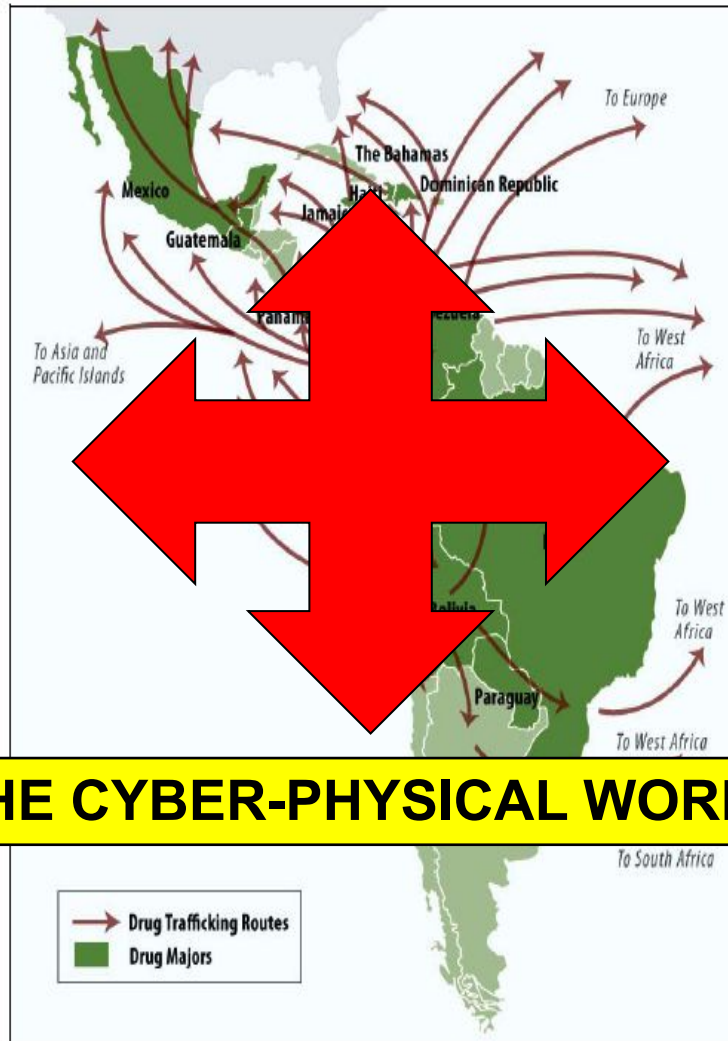 To Europe
The Bahamas
Haiti
Dominican Republic
Mexico
Guatemala
To West
Africa
To Asia and
Pacific Islands
To West
Africa
Paraguay
To West Africa
HE CYBER-PHYSICAL WOR
To South Africa
Drug Trafficking Routes
Drug Majors